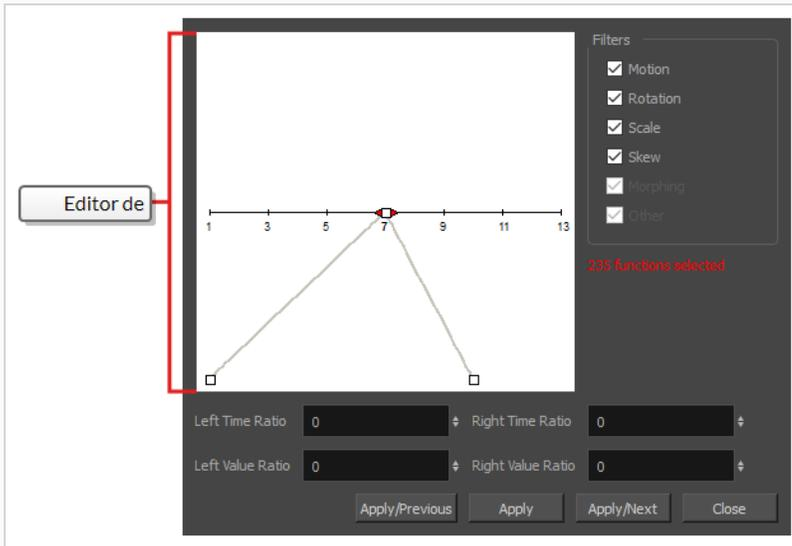 Filters
Motion
Rotation
Scale
Skew
Morphing
Other
Editor de
1 3 5 7 9 11 13
235 functions selected
Left Time Ratio 0 Right Time Ratio 0
Left Value Ratio 0 Right Value Ratio 0
Apply/Previous Apply Apply/Next Close